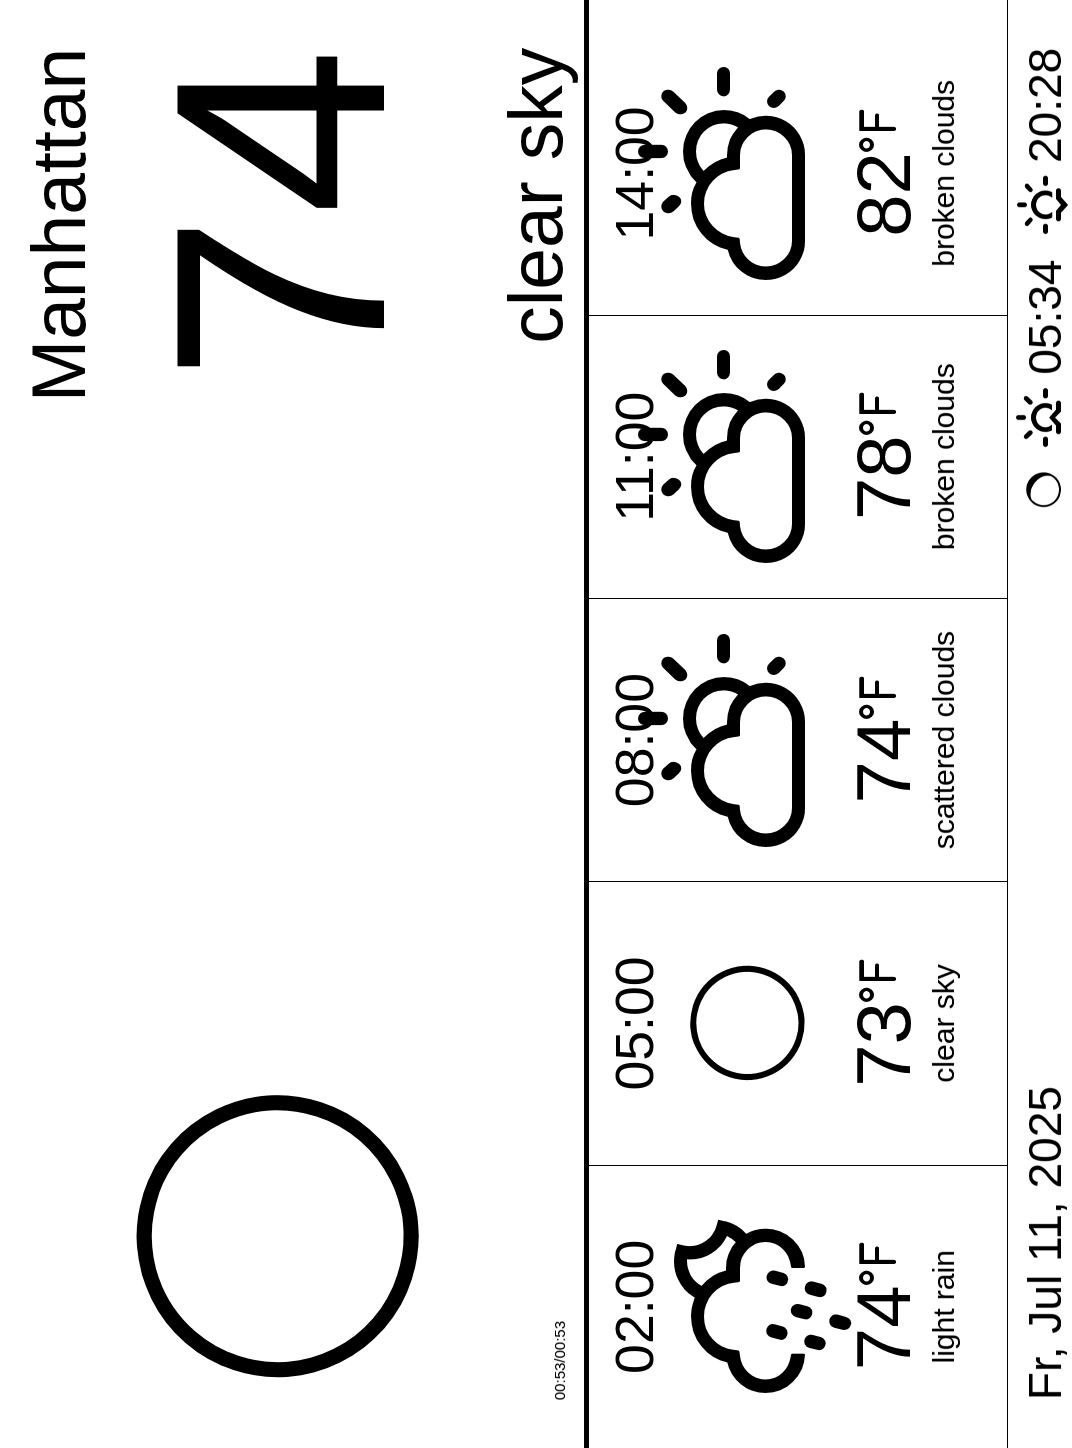 Manhattan
74
clear sky
00:53/00:53
02:00
05:00
08:00
11:00
14:00
74°F
73°F
74°F
78°F
82°F
light rain
clear sky
scattered clouds
broken clouds
broken clouds
Fr, Jul 11, 2025
05:34
20:28